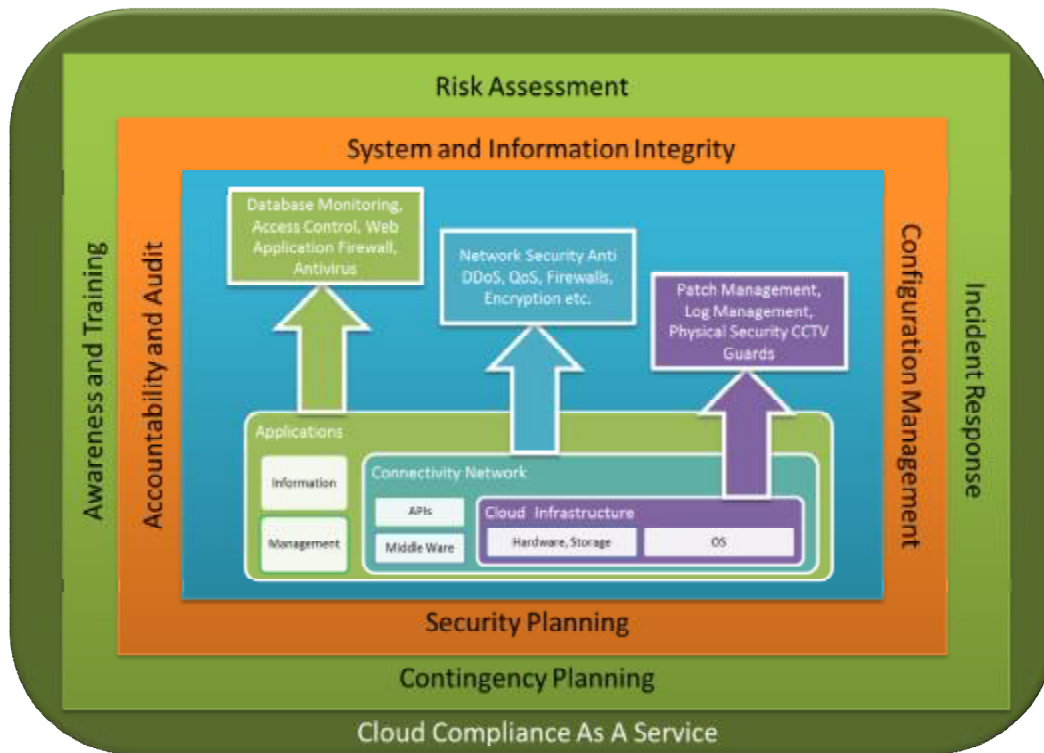 Risk Assessment
System and Information Integrity
Database Monitoring,
Access Control, Web
Application Firewall,
Antivirus
Network Security Anti
DDoS, QoS, Firewalls,
Encryption etc.
Patch Management,
Log Management,
Physical Security CCTV
Guards
Awareness and Training
Accountability and Audit
Configuration Management
Incident Response
Applications
Information
Management
Connectivity Network
APIs
Middle Ware
Cloud Infrastructure
Hardware, Storage
OS
Security Planning
Contingency Planning
Cloud Compliance As A Service